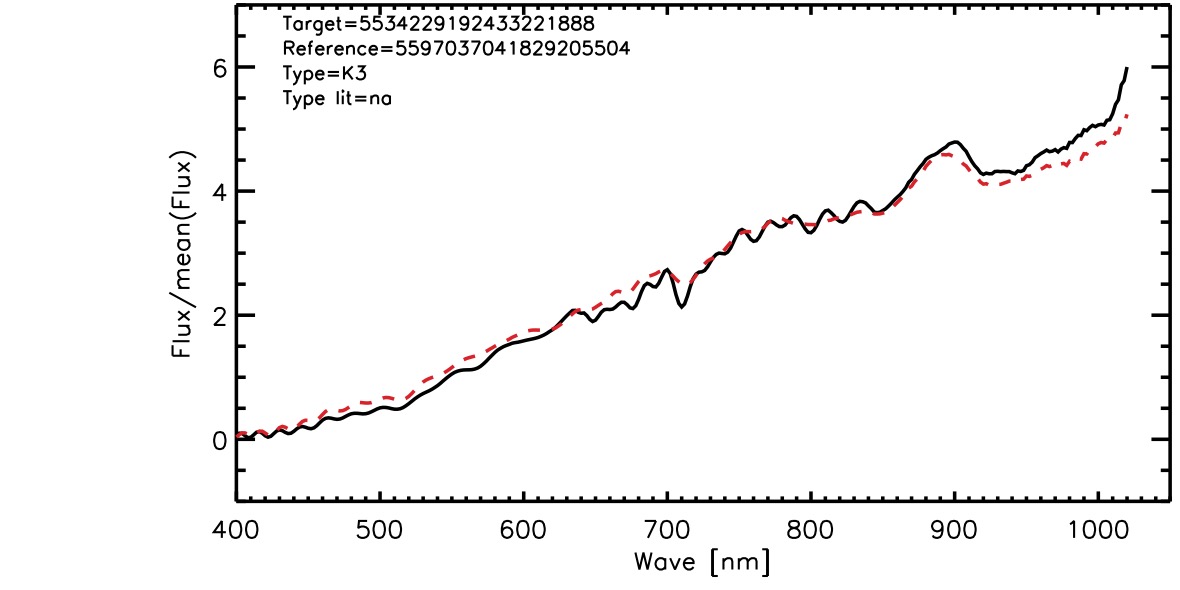 Target=5534229192433221888
Reference=5597037041829205504
Type=K3
Type lit=na
6
4
2
0
Flux/mean(Flux)
400 500 600 700 800 900 1000
Wave [nm]